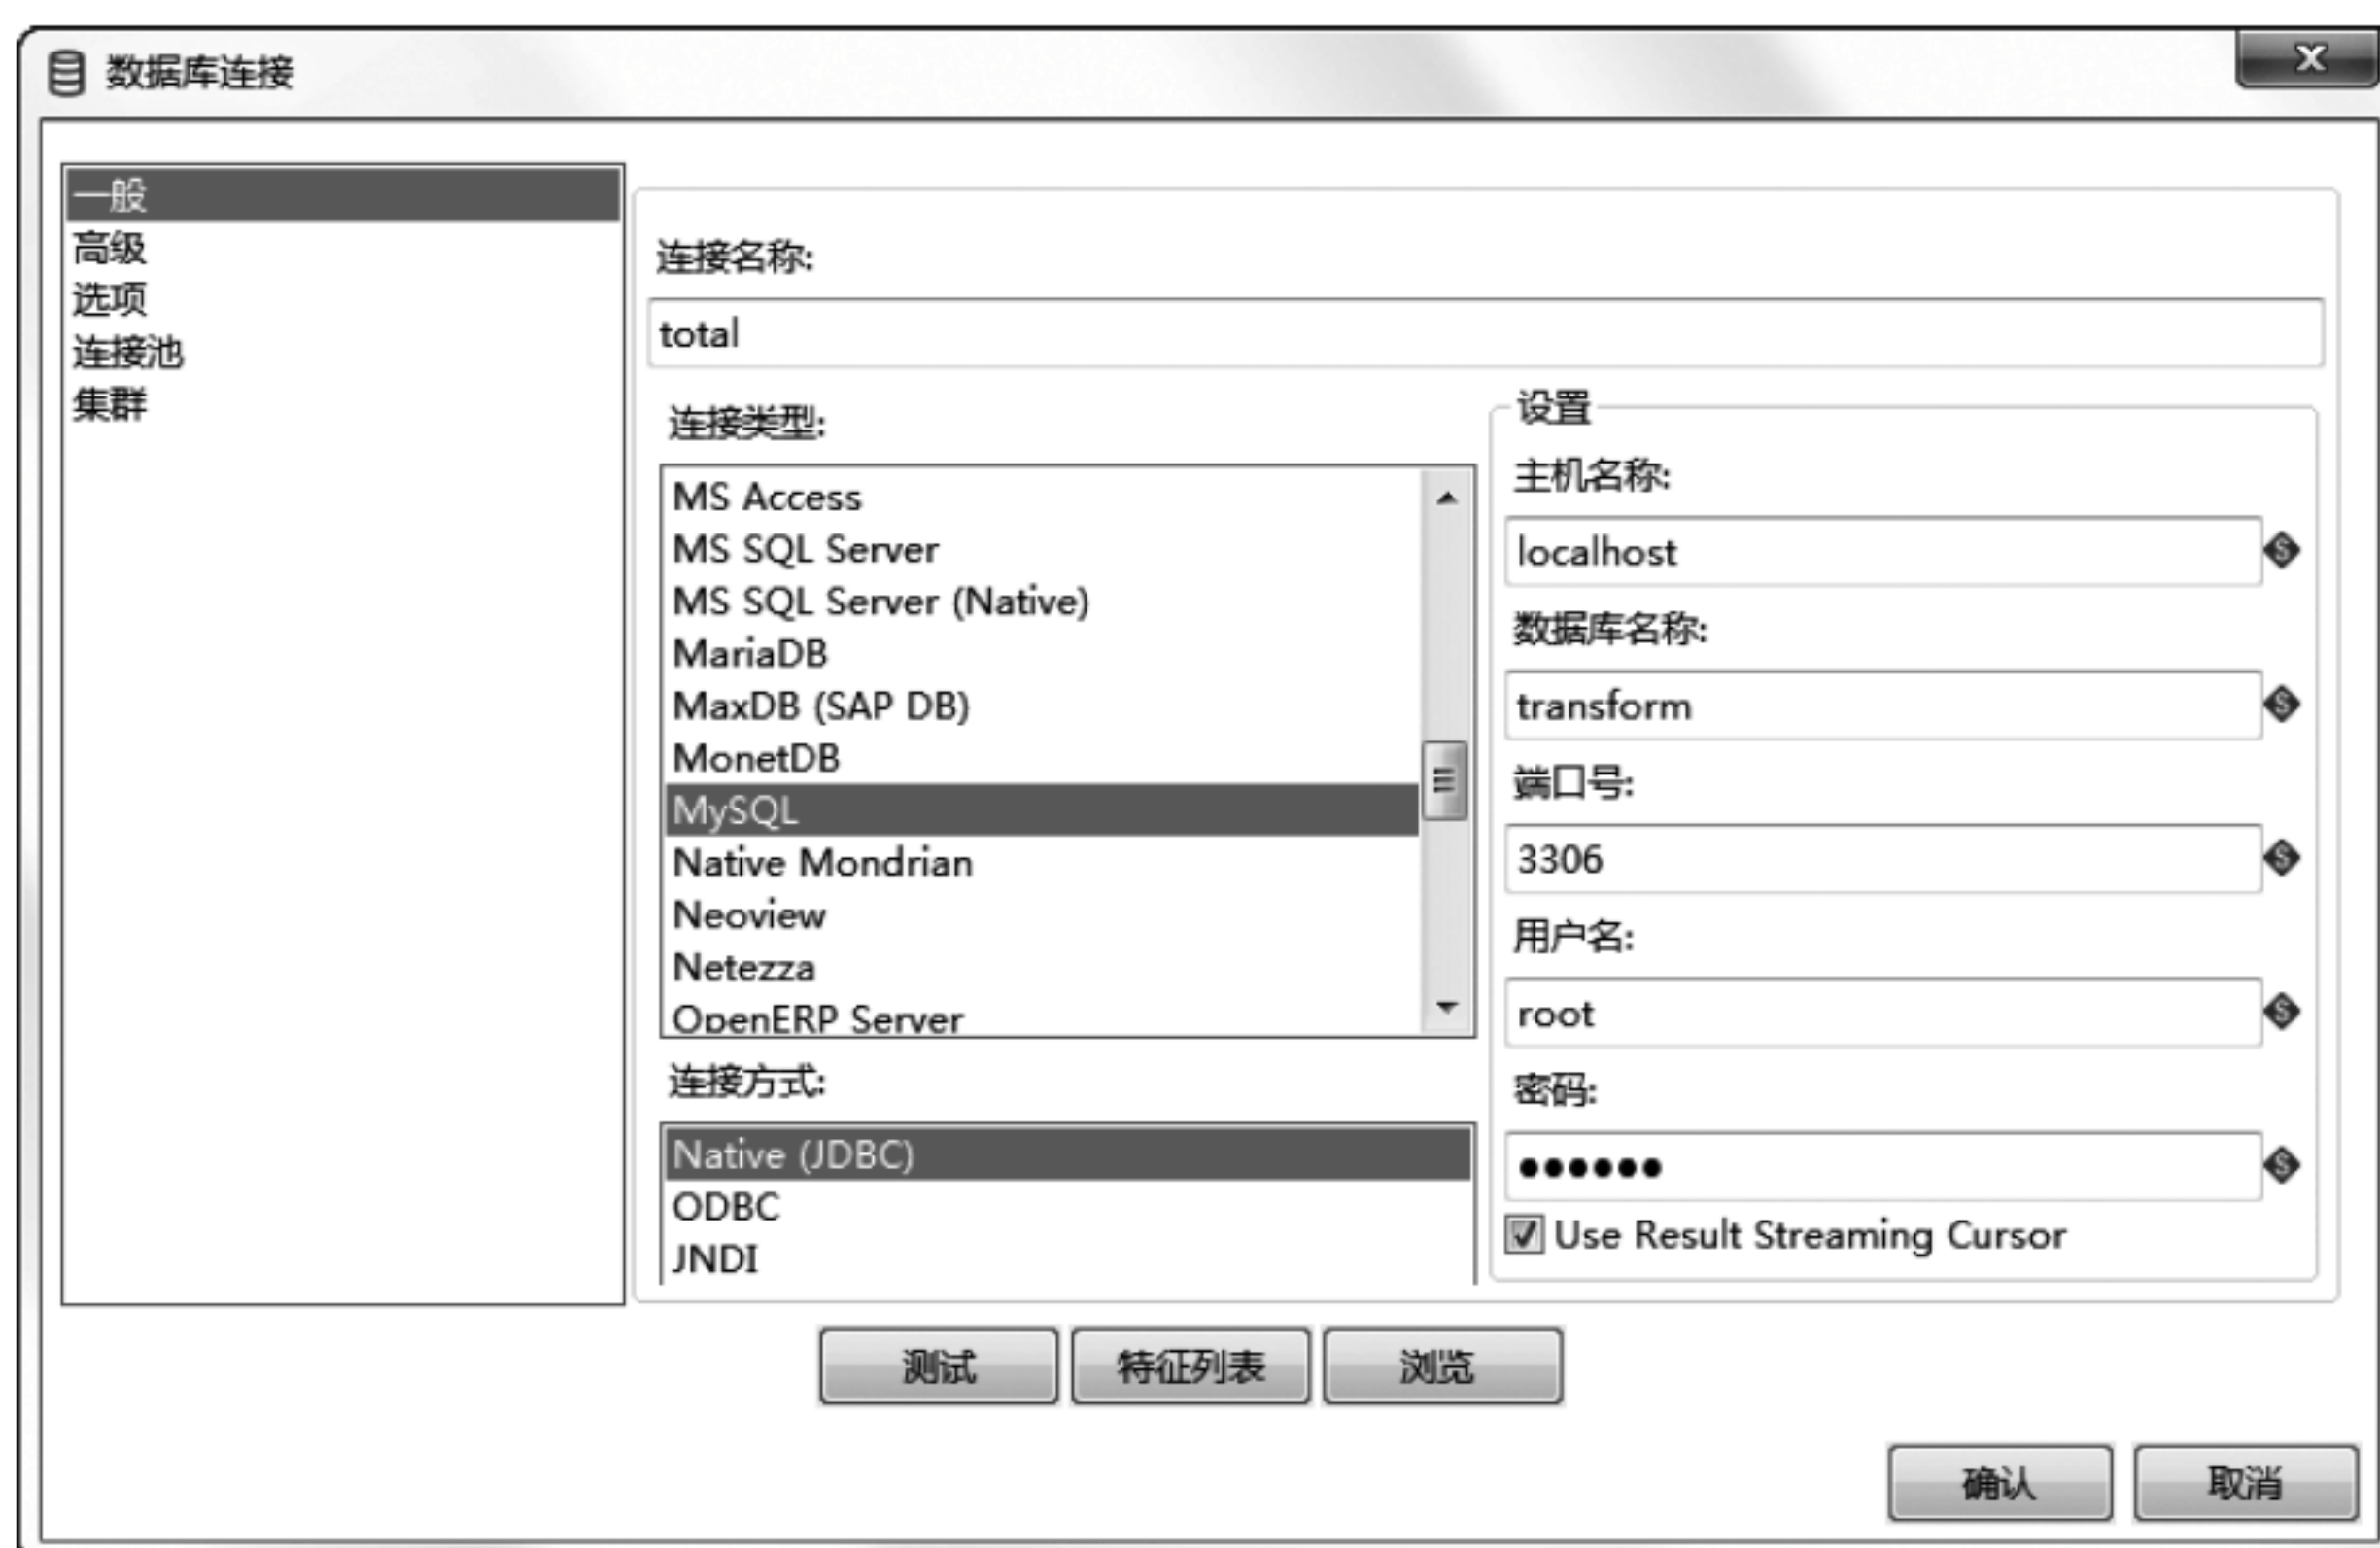 数据库连接
一般
高级
选项
连接池
集群
连接名称:
total
连接类型:
MS Access
MS SQL Server
MS SQL Server (Native)
MariaDB
MaxDB (SAP DB)
MonetDB
MySQL
Native Mondrian
Neoview
Netezza
OpenERP Server
连接方式:
Native (JDBC)
ODBC
JNDI
设置
主机名称:
localhost
数据库名称:
transform
端口号:
3306
用户名:
root
密码:
●●●●●●
Use Result Streaming Cursor
测试
特征列表
浏览
确认
取消